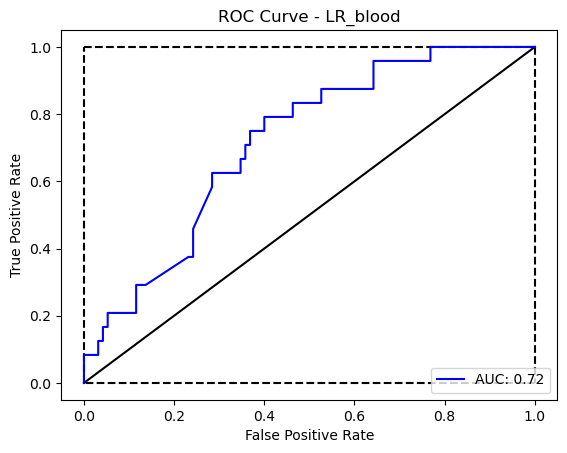 ROC Curve - LR_blood
True Positive Rate
1.0
0.8
0.6
0.4
0.2
0.0
AUC: 0.72
0.0 0.2 0.4 0.6 0.8 1.0
False Positive Rate